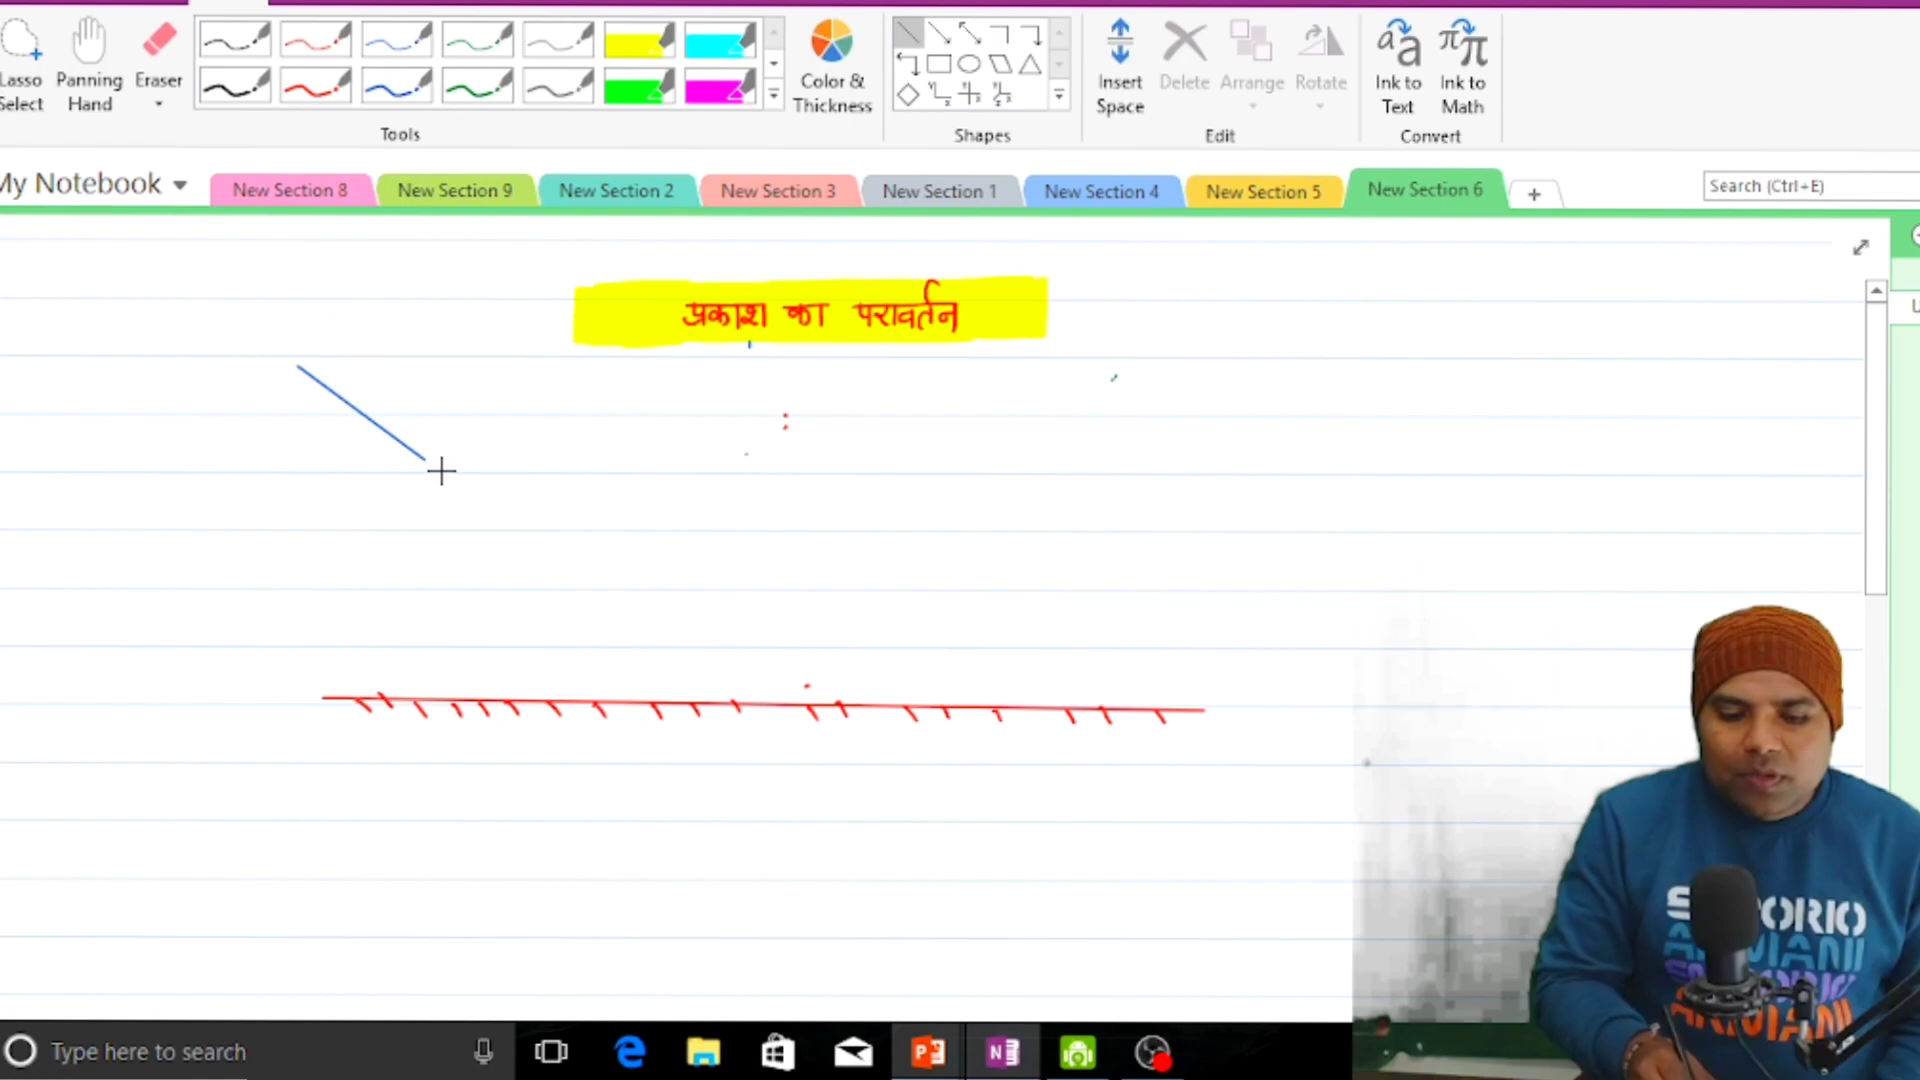 Lasso Select
Panning Hand
Eraser
Color & Thickness
Insert Space
Delete
Arrange
Rotate
Ink to Text
Ink to Math
Tools
Shapes
Edit
Convert
My Notebook
New Section 8
New Section 9
New Section 2
New Section 3
New Section 1
New Section 4
New Section 5
New Section 6
Search (Ctrl+E)
प्रकाश का परावर्तन
Type here to search